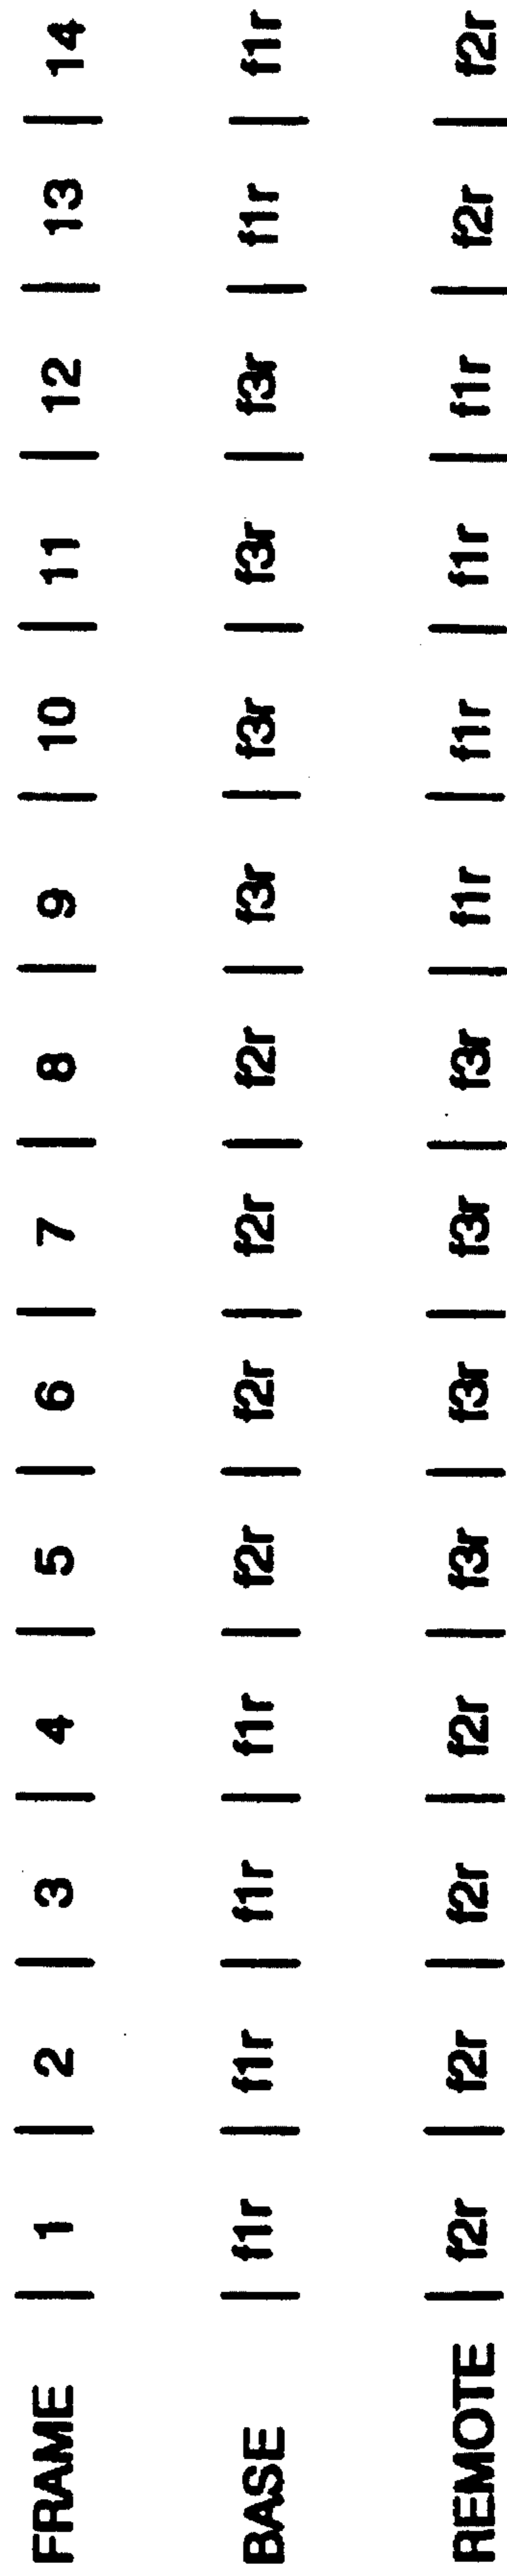 FRAME | 1 | 2 | 3 | 4 | 5 | 6 | 7 | 8 | 9 | 10 | 11 | 12 | 13 | 14
BASE | f1r | f1r | f1r | f1r | f2r | f2r | f2r | f2r | f3r | f3r | f3r | f3r | f1r | f1r
REMOTE | f2r | f2r | f2r | f2r | f3r | f3r | f3r | f3r | f1r | f1r | f1r | f1r | f2r | f2r